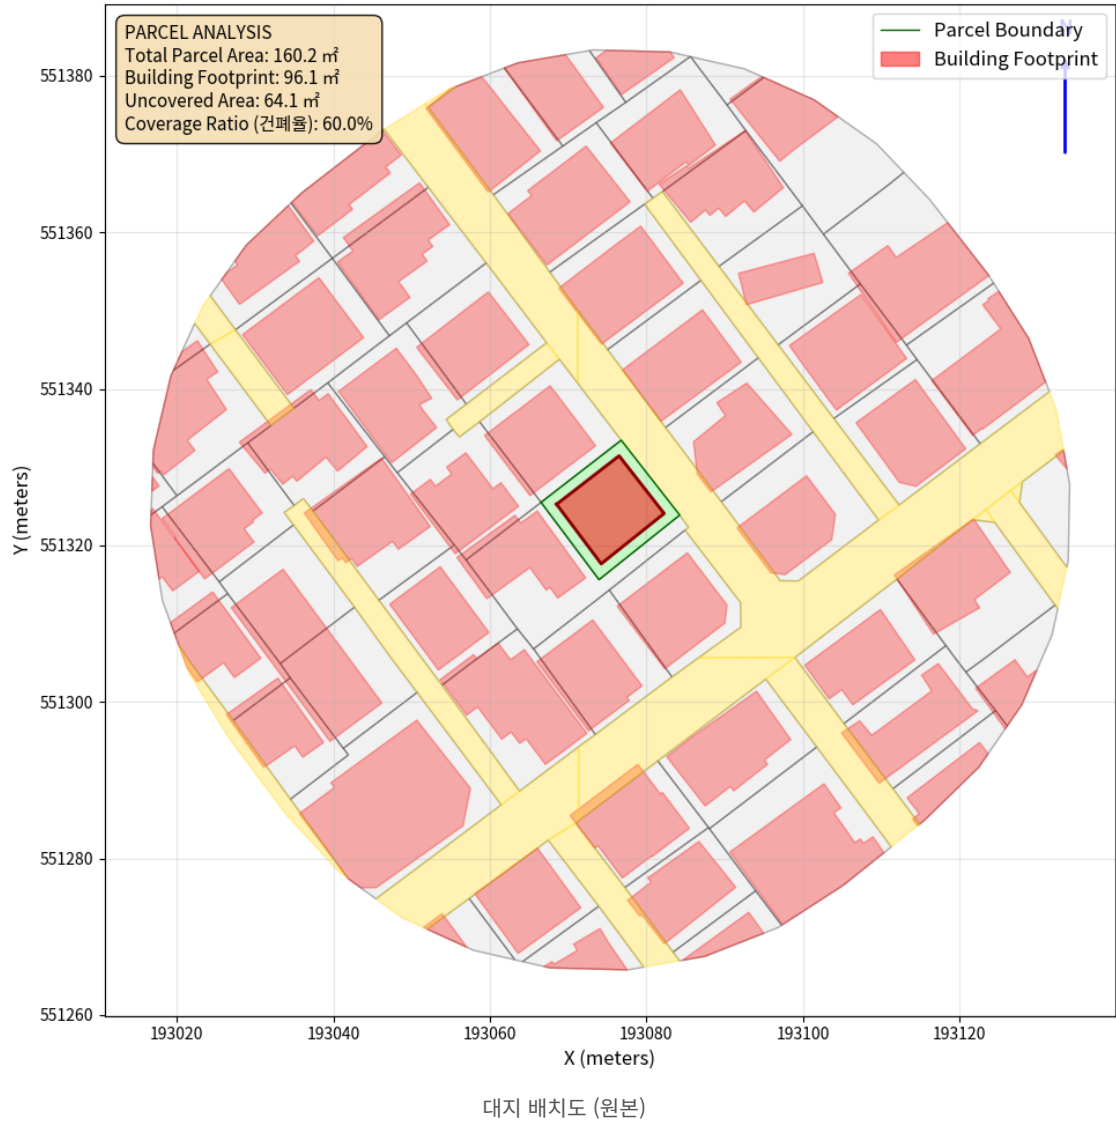 PARCEL ANALYSIS
Total Parcel Area: 160.2 ㎡
Building Footprint: 96.1 ㎡
Uncovered Area: 64.1 ㎡
Coverage Ratio (건폐율): 60.0%
Parcel Boundary
Building Footprint
N
551380
551360
551340
551320
551300
551280
551260
Y (meters)
193020
193040
193060
193080
193100
193120
X (meters)
대지 배치도 (원본)